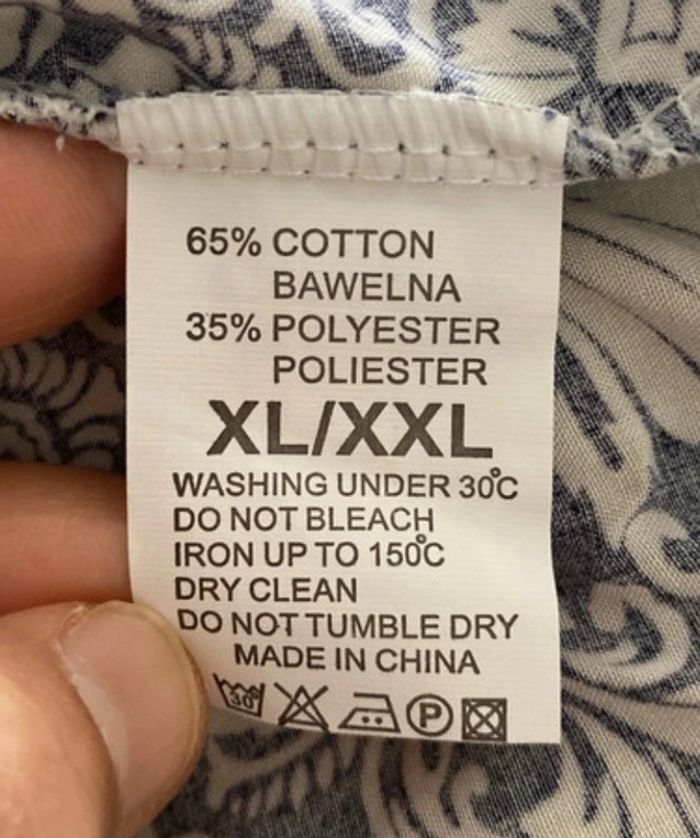 65% COTTON
BAWELNA
35% POLYESTER
POLIESTER
XL/XXL
WASHING UNDER 30°C
DO NOT BLEACH
IRON UP TO 150°C
DRY CLEAN
DO NOT TUMBLE DRY
MADE IN CHINA
30° P